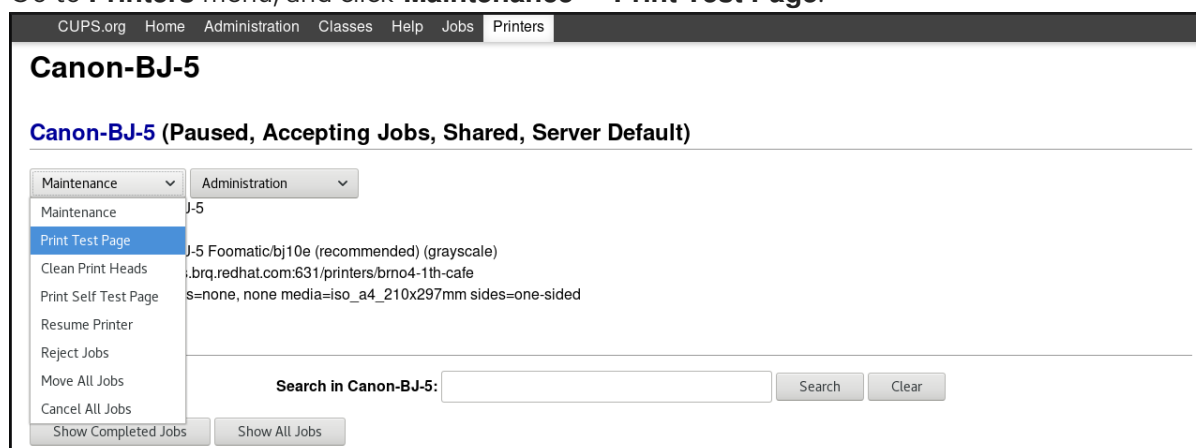 Go to Printers menu, and click Maintenance > Print Test Page.
CUPS.org Home Administration Classes Help Jobs Printers
Canon-BJ-5
Canon-BJ-5 (Paused, Accepting Jobs, Shared, Server Default)
Maintenance Administration
Maintenance
J-5
Print Test Page
J-5 Foomatic/bj10e (recommended) (grayscale)
Clean Print Heads
.brq.redhat.com:631/printers/brno4-1th-cafe
Print Self Test Page
s=none, none media=iso_a4_210x297mm sides=one-sided
Resume Printer
Reject Jobs
Move All Jobs
Search in Canon-BJ-5: Search Clear
Cancel All Jobs
Show Completed Jobs Show All Jobs